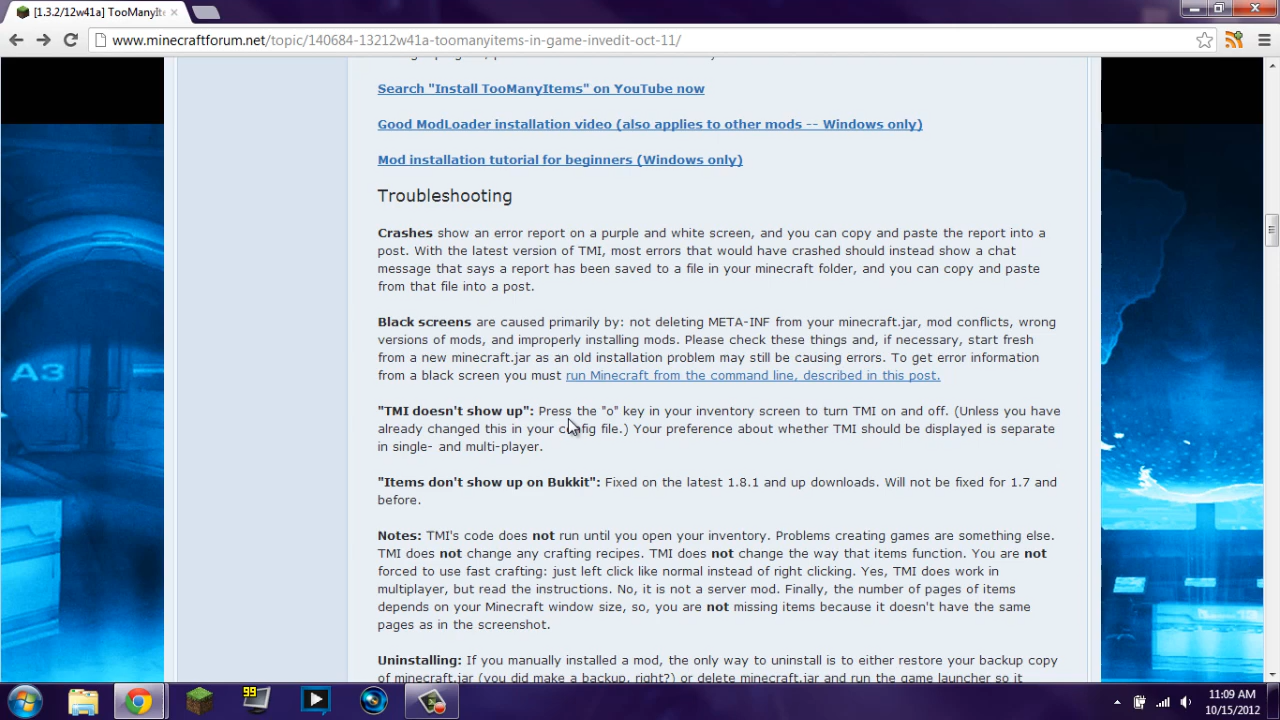 [1.3.2/12w41a] TooManyIte
www.minecraftforum.net/topic/140684-13212w41a-toomanyitems-in-game-invedit-oct-11/
Search "Install TooManyItems" on YouTube now
Good ModLoader installation video (also applies to other mods -- Windows only)
Mod installation tutorial for beginners (Windows only)
Troubleshooting
Crashes show an error report on a purple and white screen, and you can copy and paste the report into a
post. With the latest version of TMI, most errors that would have crashed should instead show a chat
message that says a report has been saved to a file in your minecraft folder, and you can copy and paste
from that file into a post.
Black screens are caused primarily by: not deleting META-INF from your minecraft.jar, mod conflicts, wrong
versions of mods, and improperly installing mods. Please check these things and, if necessary, start fresh
from a new minecraft.jar as an old installation problem may still be causing errors. To get error information
from a black screen you must run Minecraft from the command line, described in this post.
"TMI doesn't show up": Press the "o" key in your inventory screen to turn TMI on and off. (Unless you have
already changed this in your config file.) Your preference about whether TMI should be displayed is separate
in single- and multi-player.
"Items don't show up on Bukkit": Fixed on the latest 1.8.1 and up downloads. Will not be fixed for 1.7 and
before.
Notes: TMI's code does not run until you open your inventory. Problems creating games are something else.
TMI does not change any crafting recipes. TMI does not change the way that items function. You are not
forced to use fast crafting: just left click like normal instead of right clicking. Yes, TMI does work in
multiplayer, but read the instructions. No, it is not a server mod. Finally, the number of pages of items
depends on your Minecraft window size, so, you are not missing items because it doesn't have the same
pages as in the screenshot.
Uninstalling: If you manually installed a mod, the only way to uninstall is to either restore your backup copy
of minecraft.jar (you did make a backup, right?) or delete minecraft.jar and run the game launcher so it
A3
99
11:09 AM
10/15/2012